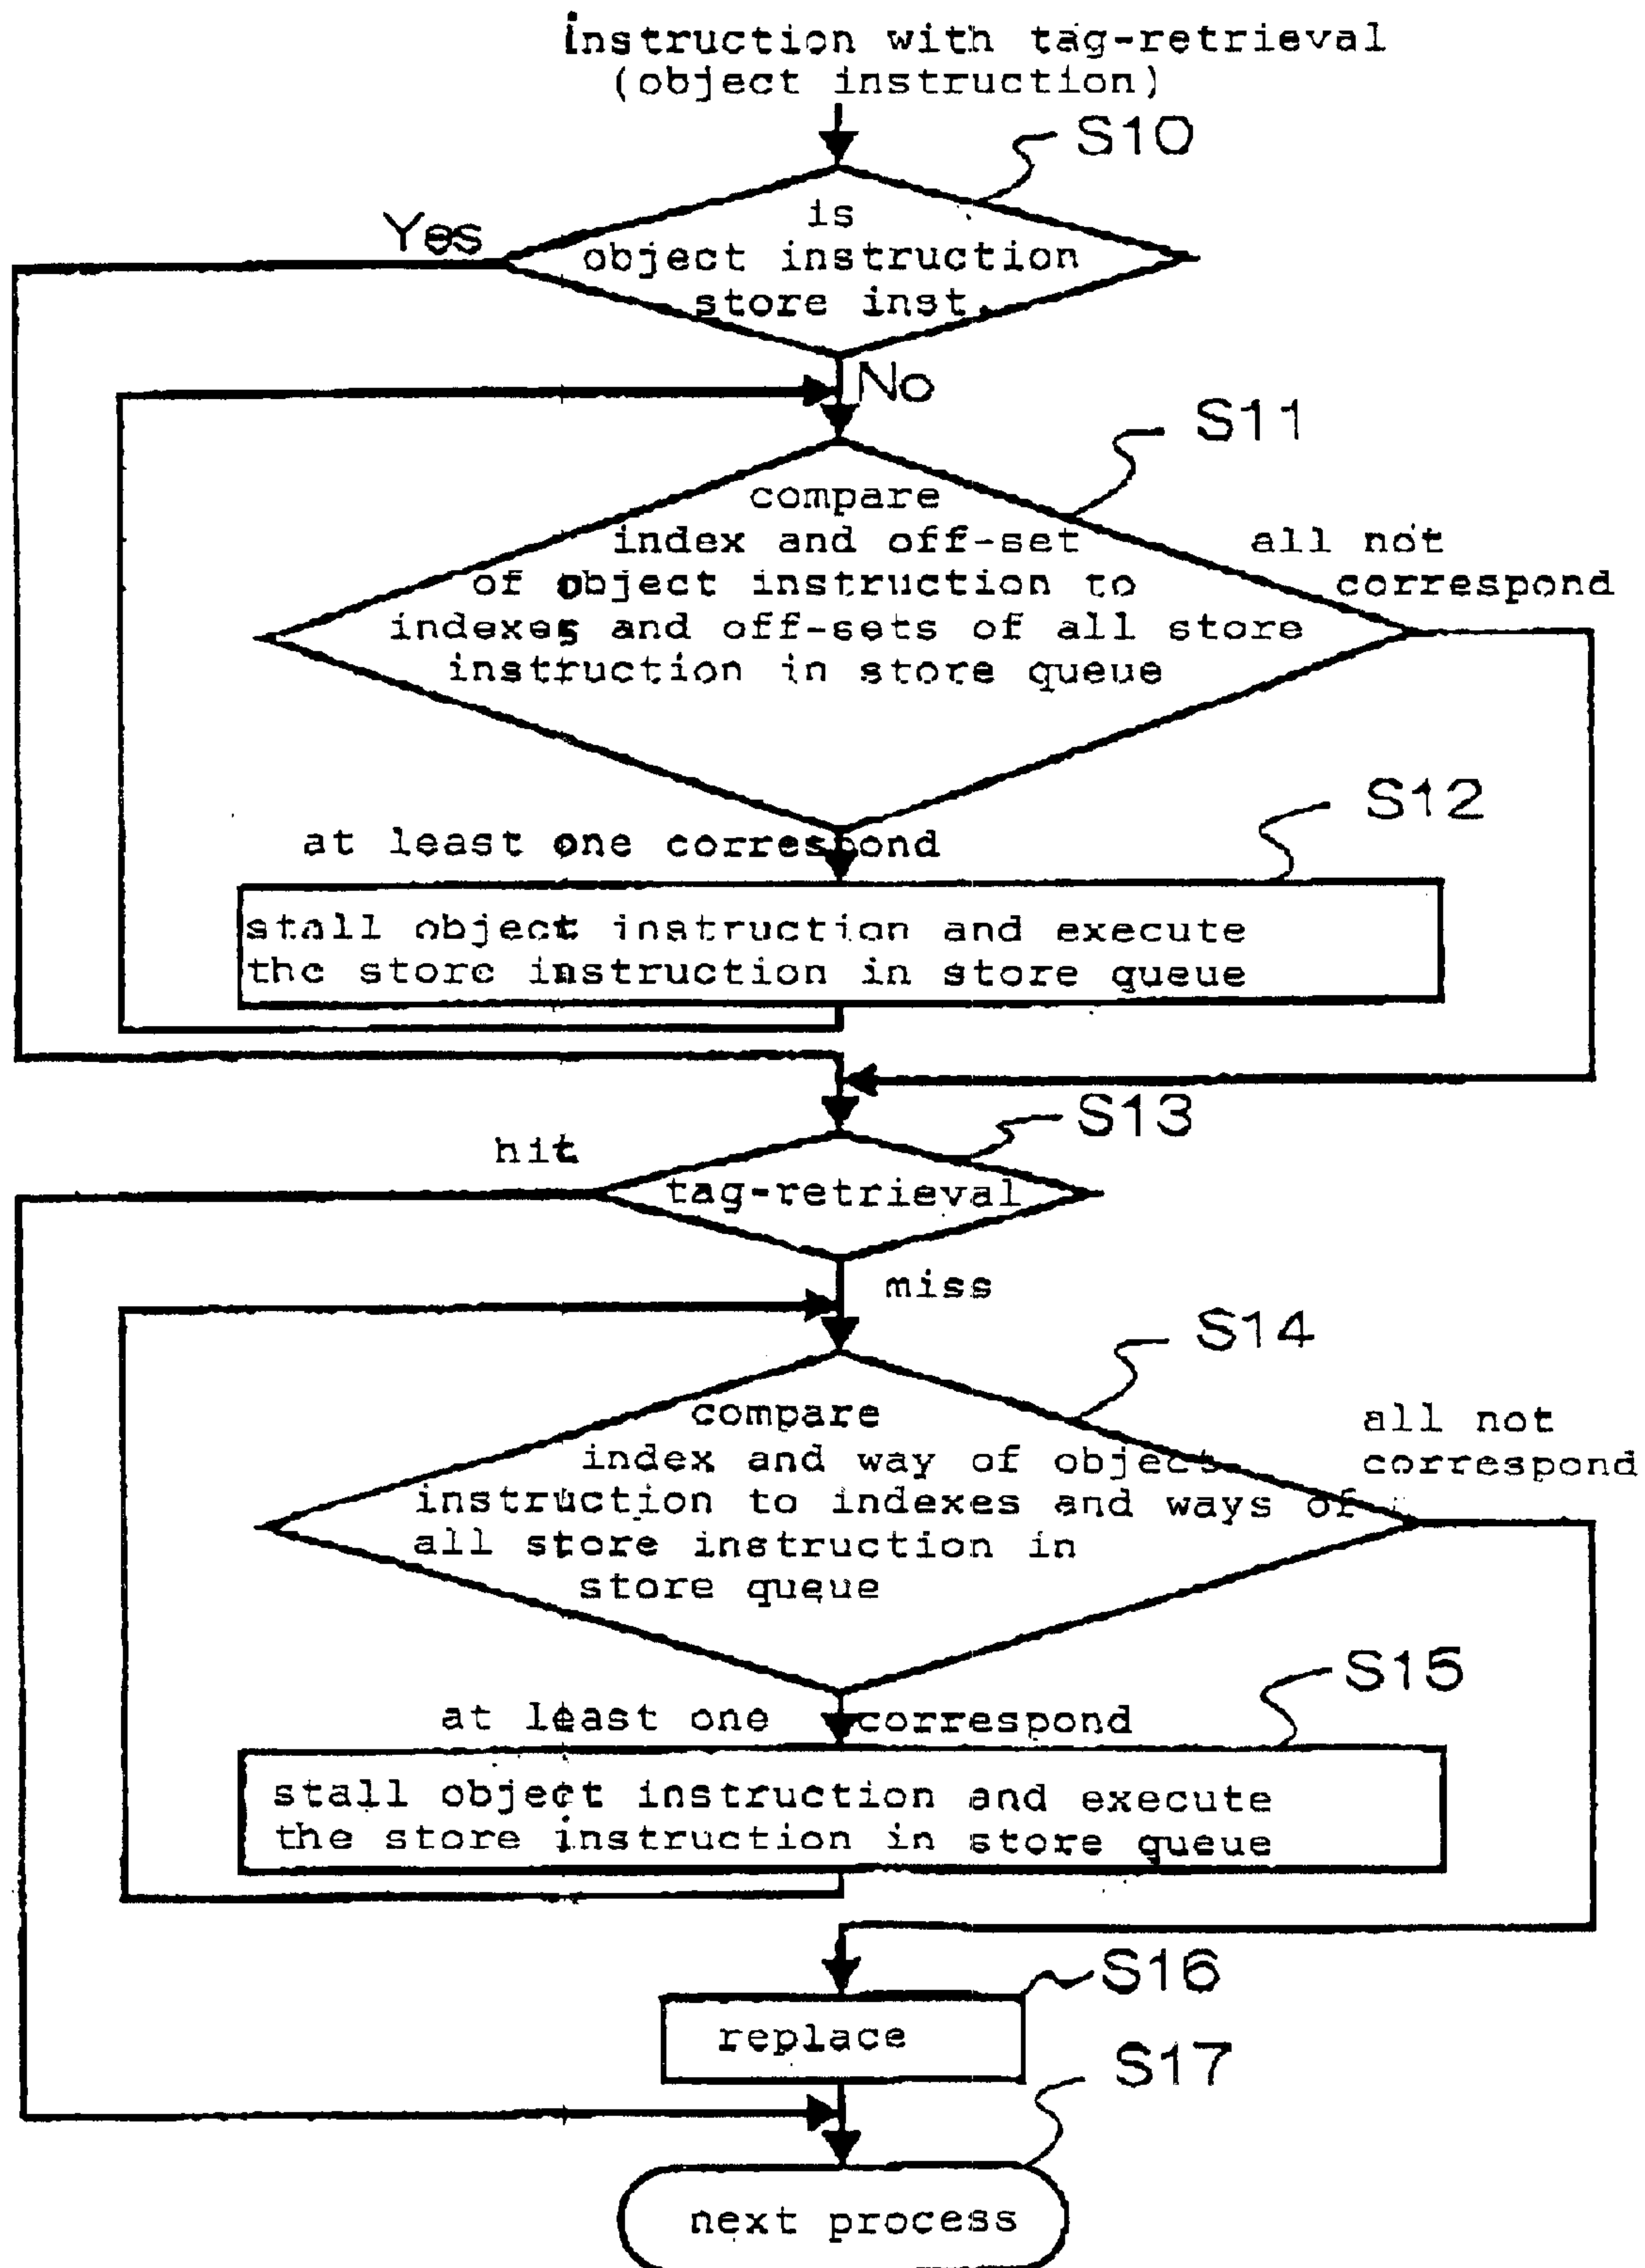 instruction with tag-retrieval
(object instruction)
S10
Yes
is
object instruction
store inst.
No
S11
compare
index and off-set
of object instruction to
indexes and off-sets of all store
instruction in store queue
all not
correspond
S12
at least one correspond
stall object instruction and execute
the store instruction in store queue
S13
hit
tag-retrieval
miss
S14
compare
index and way of object
instruction to indexes and ways of
all store instruction in
store queue
all not
correspond
S15
at least one correspond
stall object instruction and execute
the store instruction in store queue
S16
replace
S17
next process